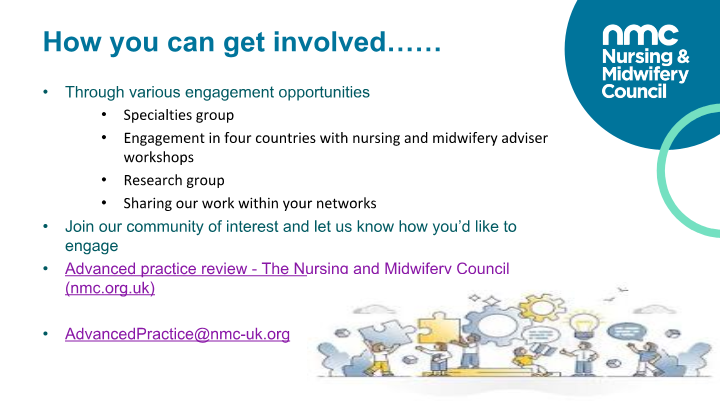 How you can get involved……
nmc
Nursing &
Midwifery
Council
• Through various engagement opportunities
• Specialties group
• Engagement in four countries with nursing and midwifery adviser
workshops
• Research group
• Sharing our work within your networks
• Join our community of interest and let us know how you’d like to
engage
• Advanced practice review - The Nursing and Midwifery Council
(nmc.org.uk)
• AdvancedPractice@nmc-uk.org